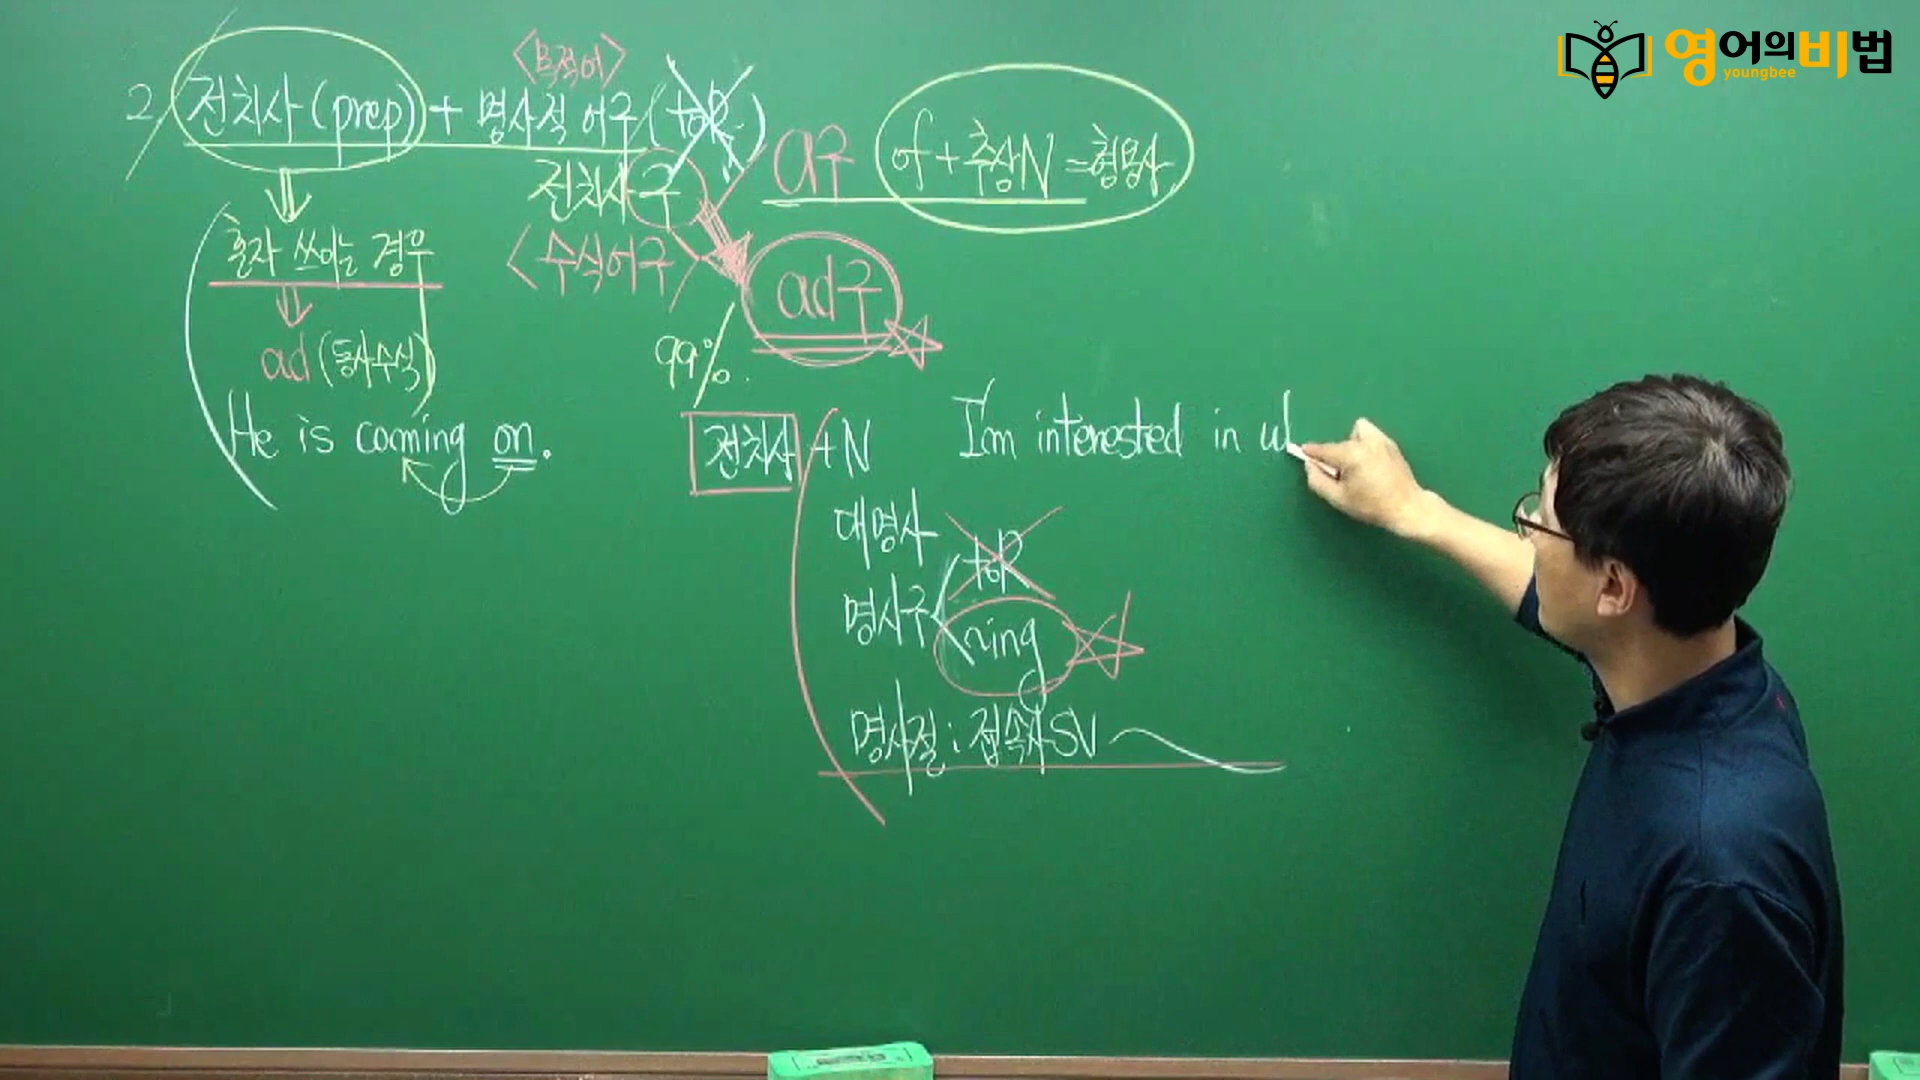 영어의비법
youngbee
<목적어>
2/ 전치사(prep) + 명사적 어구(toR)
전치사구
a구
of + 추상N = 형용사
<수식어구>
ad구
혼자 쓰이는 경우
ad (동사수식)
99%.
He is coming on.
전치사 + N
I'm interested in wh
대명사
명사구
toR
~ing
명사절 : 접속사 SV